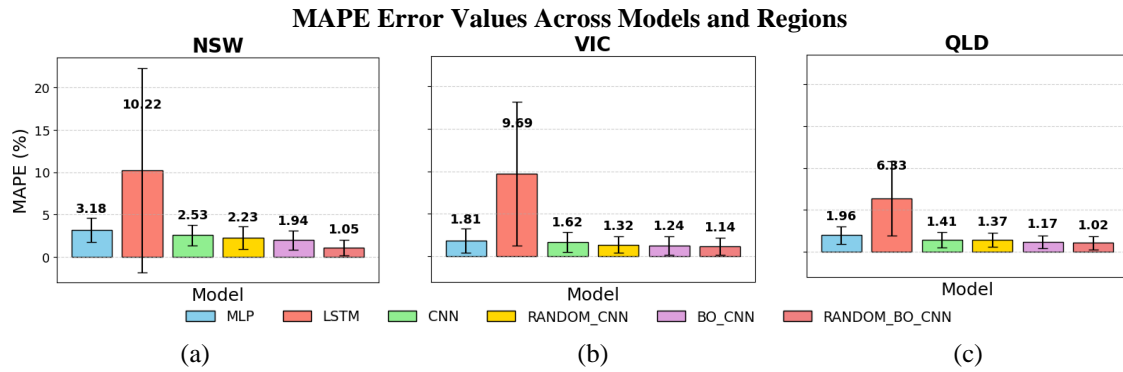 MAPE Error Values Across Models and Regions
NSW
VIC
QLD
MAPE (%)
20
15
10
5
0
3.18
10.22
2.53
2.23
1.94
1.05
1.81
9.69
1.62
1.32
1.24
1.14
1.96
6.33
1.41
1.37
1.17
1.02
Model
Model
Model
MLP LSTM CNN RANDOM_CNN BO_CNN RANDOM_BO_CNN
(a) (b) (c)